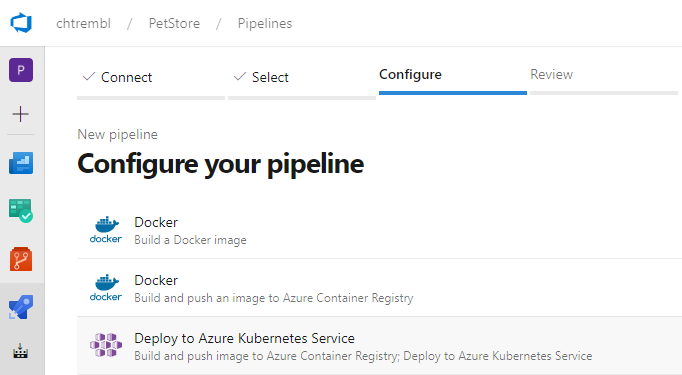 chtrembl / PetStore / Pipelines
P
Connect Select Configure Review
New pipeline
Configure your pipeline
Docker
docker
Build a Docker image
Docker
docker
Build and push an image to Azure Container Registry
Deploy to Azure Kubernetes Service
Build and push image to Azure Container Registry; Deploy to Azure Kubernetes Service